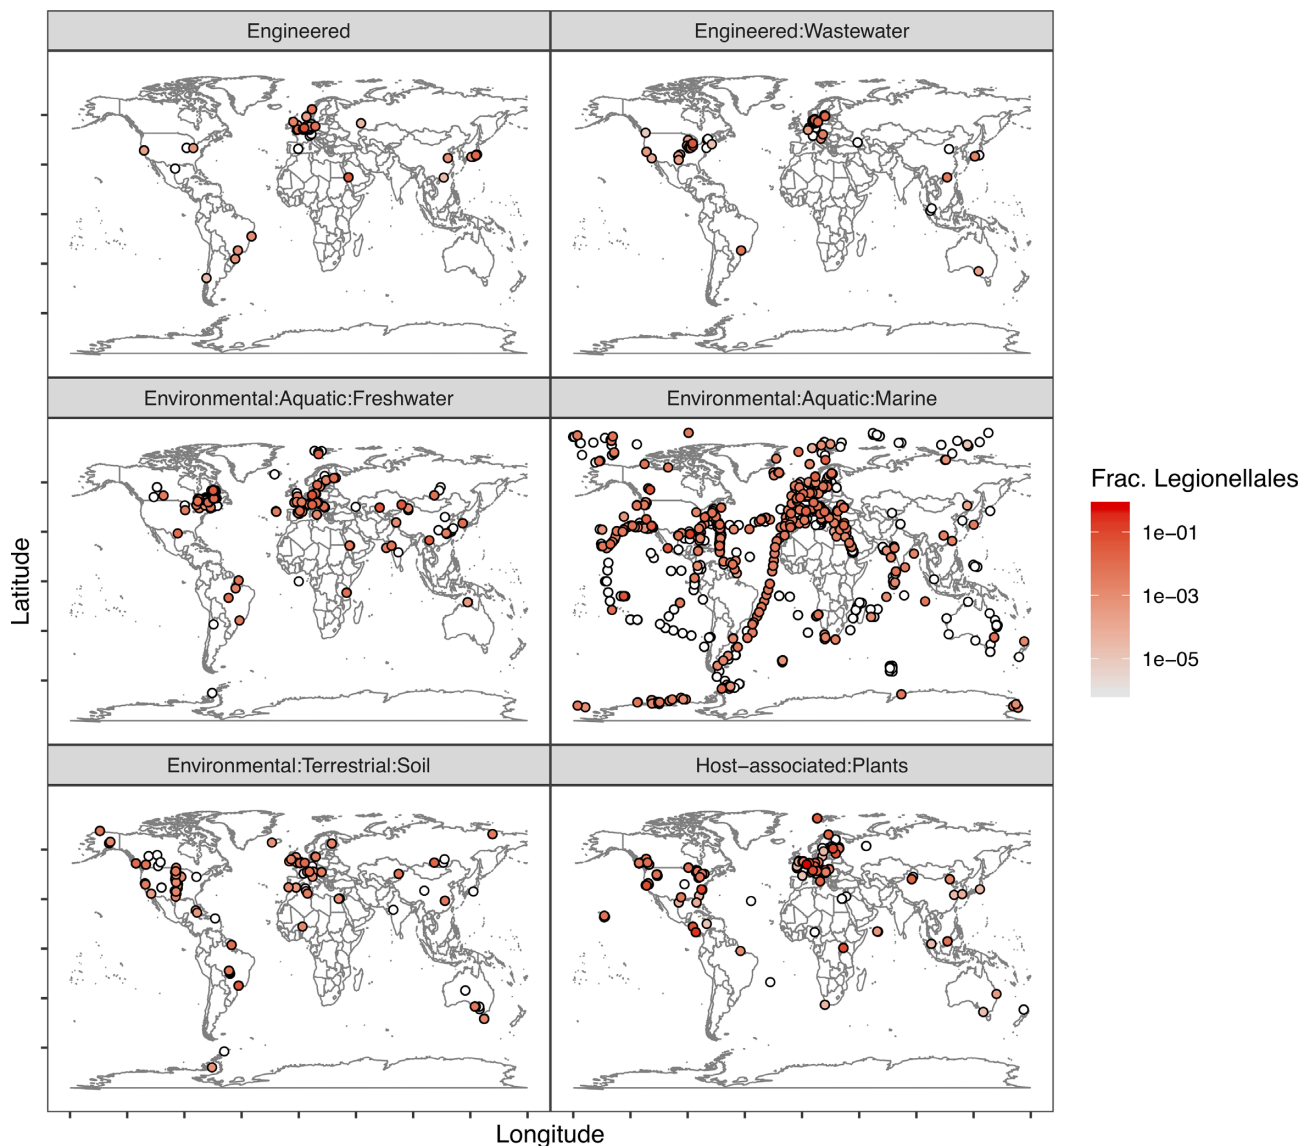 Engineered
Engineered:Wastewater
Environmental:Aquatic:Freshwater
Environmental:Aquatic:Marine
Environmental:Terrestrial:Soil
Host−associated:Plants
Latitude
Longitude
Frac. Legionellales
1e−01
1e−03
1e−05